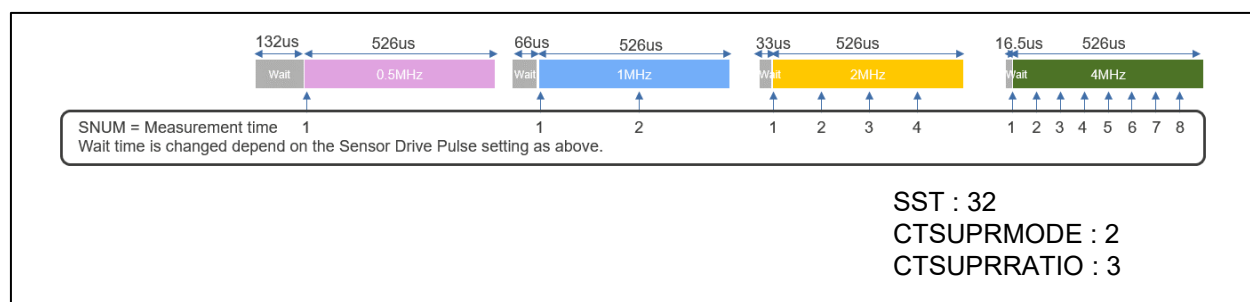 132us 526us 66us 526us 33us 526us 16.5us 526us
Wait 0.5MHz Wait 1MHz Wait 2MHz Wait 4MHz
SNUM = Measurement time 1 1 2 1 2 3 4 1 2 3 4 5 6 7 8
Wait time is changed depend on the Sensor Drive Pulse setting as above.
SST : 32
CTSUPRMODE : 2
CTSUPRRATIO : 3